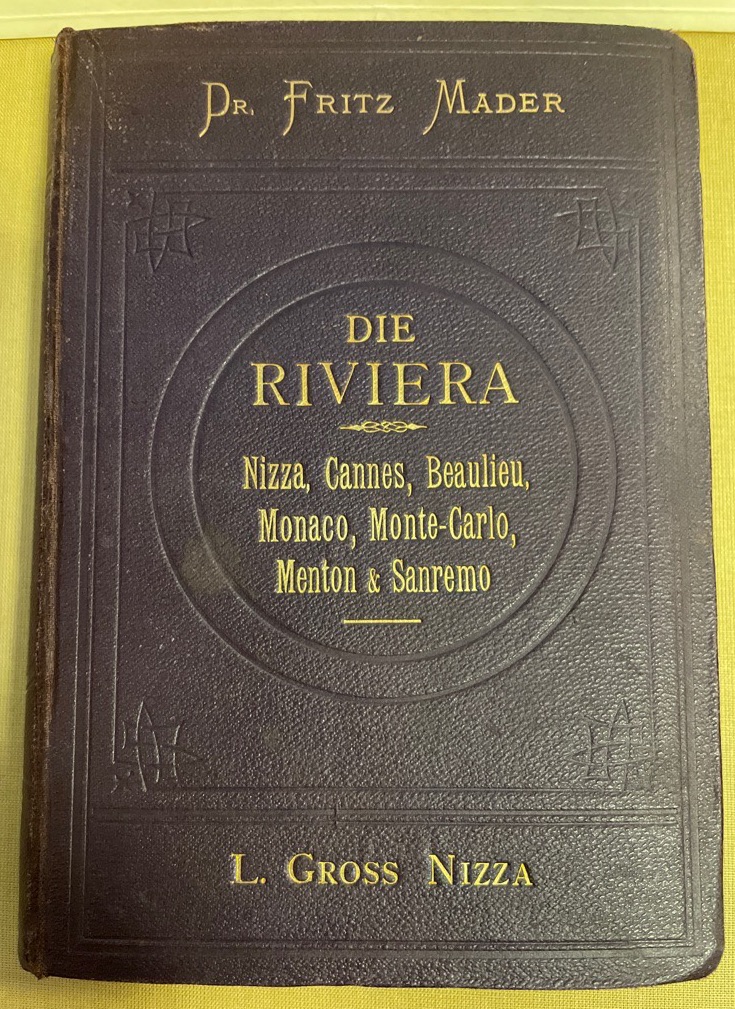 DR. FRITZ MADER
DIE
RIVIERA
Nizza, Cannes, Beaulieu,
Monaco, Monte-Carlo,
Menton & Sanremo
L. GROSS NIZZA